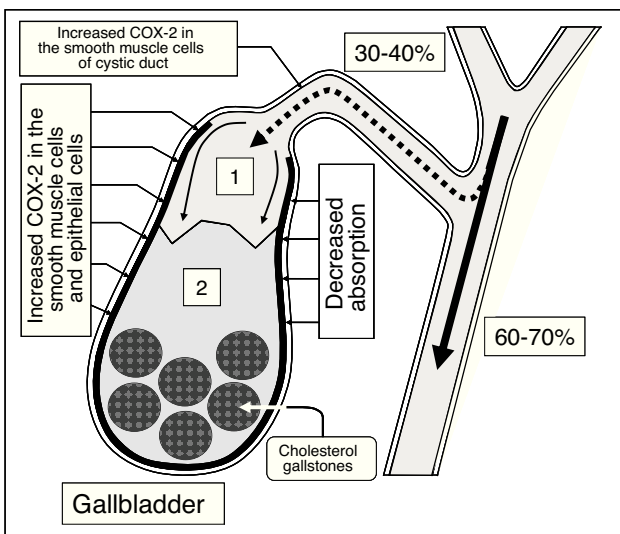 Increased COX-2 in
the smooth muscle cells
of cystic duct
30-40%
Increased COX-2 in the
smooth muscle cells
and epithelial cells
1
Decreased
absorption
2
60-70%
Cholesterol
gallstones
Gallbladder